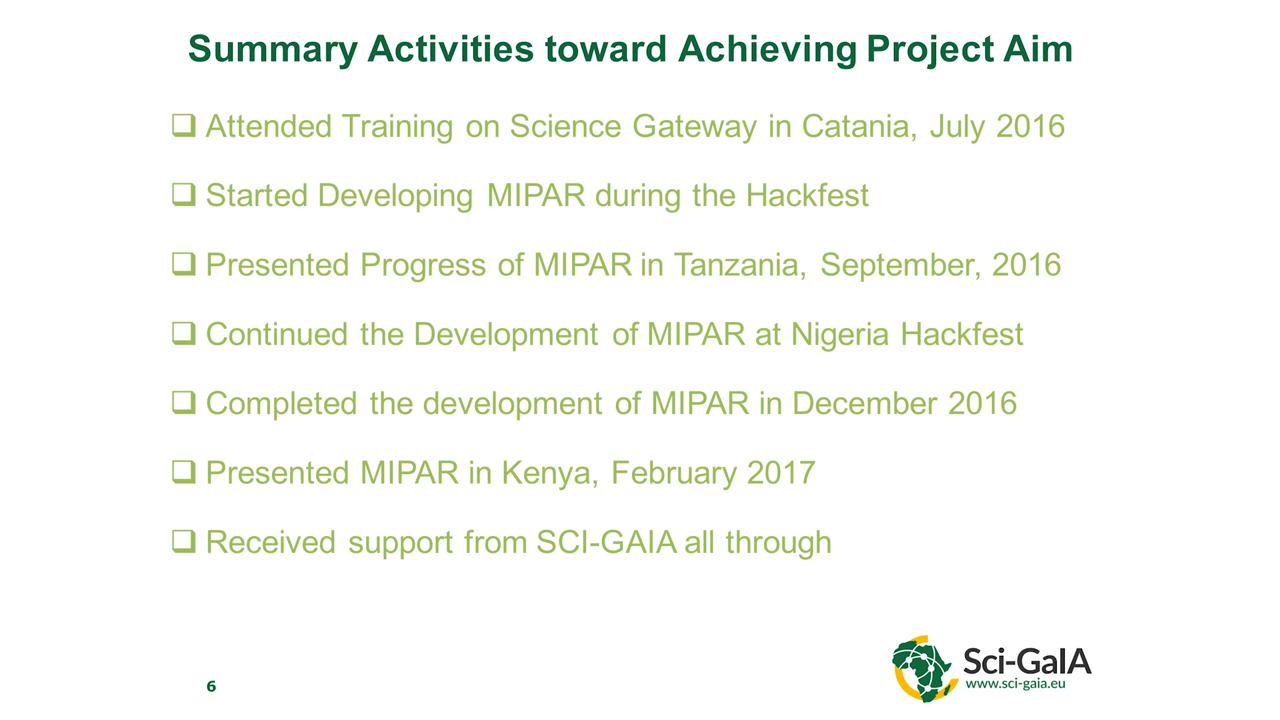 Summary Activities toward Achieving Project Aim
❑ Attended Training on Science Gateway in Catania, July 2016
❑ Started Developing MIPAR during the Hackfest
❑ Presented Progress of MIPAR in Tanzania, September, 2016
❑ Continued the Development of MIPAR at Nigeria Hackfest
❑ Completed the development of MIPAR in December 2016
❑ Presented MIPAR in Kenya, February 2017
❑ Received support from SCI-GAIA all through
Sci-GaIA
www.sci-gaia.eu
6